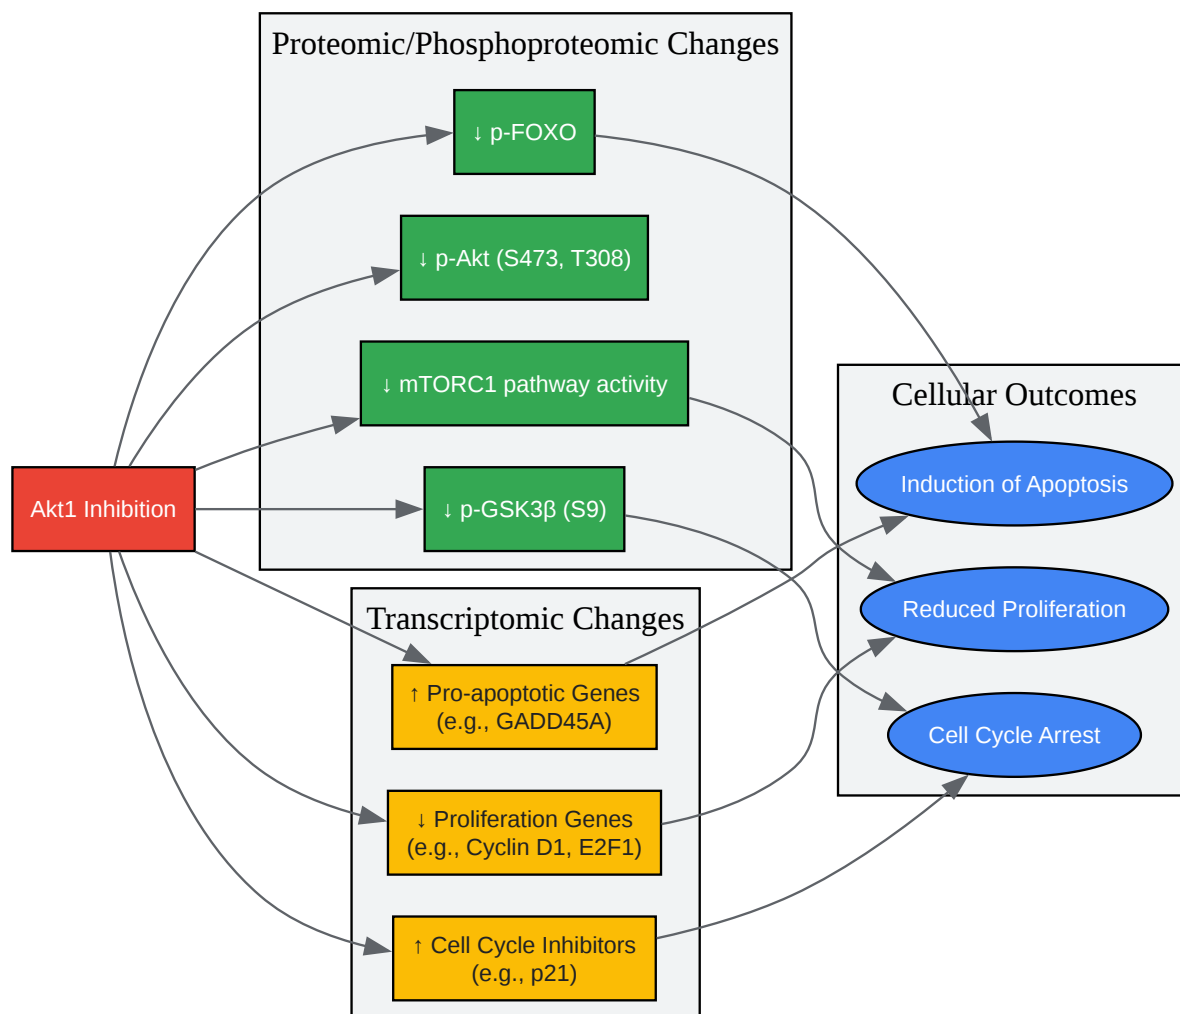 Proteomic/Phosphoproteomic Changes
↓ p-FOXO
↓ p-Akt (S473, T308)
↓ mTORC1 pathway activity
↓ p-GSK3β (S9)
Akt1 Inhibition
Transcriptomic Changes
↑ Pro-apoptotic Genes
(e.g., GADD45A)
↓ Proliferation Genes
(e.g., Cyclin D1, E2F1)
↑ Cell Cycle Inhibitors
(e.g., p21)
Cellular Outcomes
Induction of Apoptosis
Reduced Proliferation
Cell Cycle Arrest